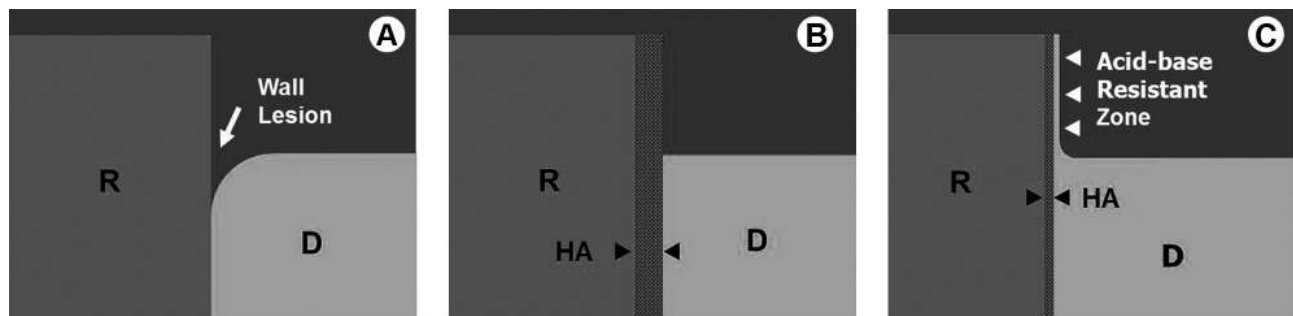 A
Wall
Lesion
R
D
B
R
HA
D
C
Acid-base
Resistant
Zone
R
HA
D